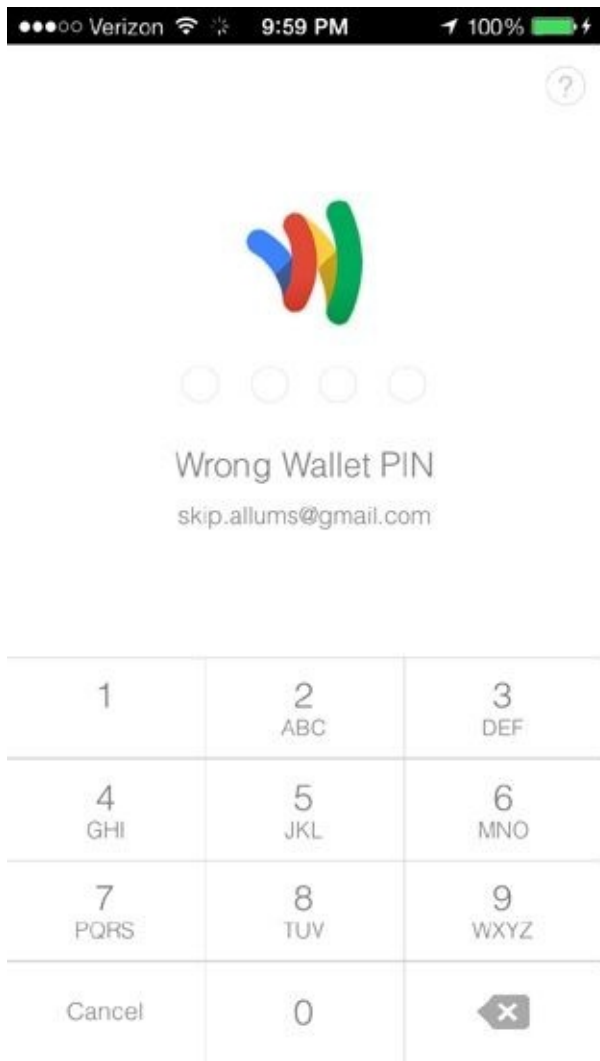 Verizon 9:59 PM 100%
?
Wrong Wallet PIN
skip.allums@gmail.com
1 2 3
ABC DEF
4 5 6
GHI JKL MNO
7 8 9
PQRS TUV WXYZ
Cancel 0